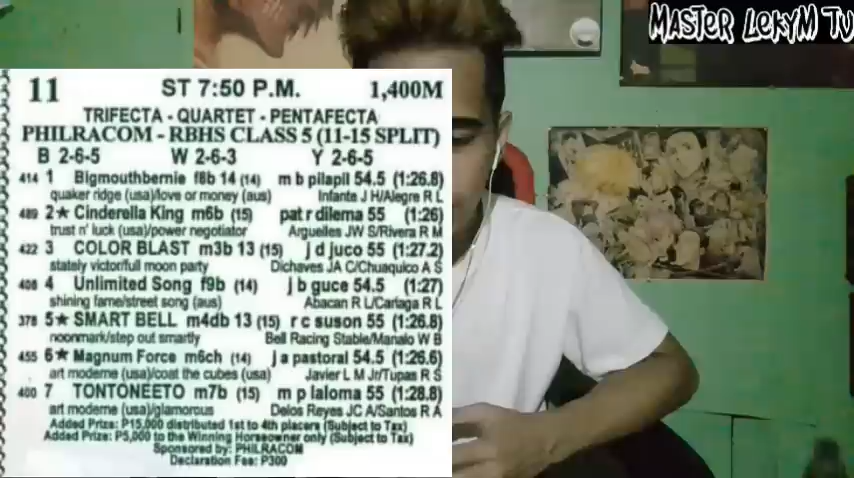 MASTER LEKYM TV
11 ST 7:50 P.M. 1,400M
TRIFECTA - QUARTET - PENTAFECTA
PHILRACOM - RBHS CLASS 5 (11-15 SPLIT)
B 2-6-5 W 2-6-3 Y 2-6-5
414 1 Bigmouthbernie f8b 14 (14) m b pilapil 54.5 (1:26.8)
quaker ridge (usa)/love or money (aus) Infante J H/Alegre R L
489 2★ Cinderella King m6b (15) pat r dilema 55 (1:26)
trust n' luck (usa)/power negotiator Arguelles JW S/Rivera R M
422 3 COLOR BLAST m3b 13 (15) j d juco 55 (1:27.2)
stately victor/full moon party Dichaves JA C/Chuaquico A S
408 4 Unlimited Song f9b (14) j b guce 54.5 (1:27)
shining fame/street song (aus) Abacan R L/Cariaga R L
378 5★ SMART BELL m4db 13 (15) r c suson 55 (1:26.8)
noonmark/step out smartly Bell Racing Stable/Manalo W B
455 6★ Magnum Force m6ch (14) j a pastoral 54.5 (1:26.6)
art moderne (usa)/coat the cubes (usa) Javier L M Jr/Tupas R S
400 7 TONTONEETO m7b (15) m p laloma 55 (1:28.8)
art moderne (usa)/glamorous Delos Reyes JC A/Santos R A
Added Prize: P15,000 distributed 1st to 4th placers (Subject to Tax)
Added Prize: P5,000 to the Winning Horseowner only (Subject to Tax)
Sponsored by: PHILRACOM
Declaration Fee: P300